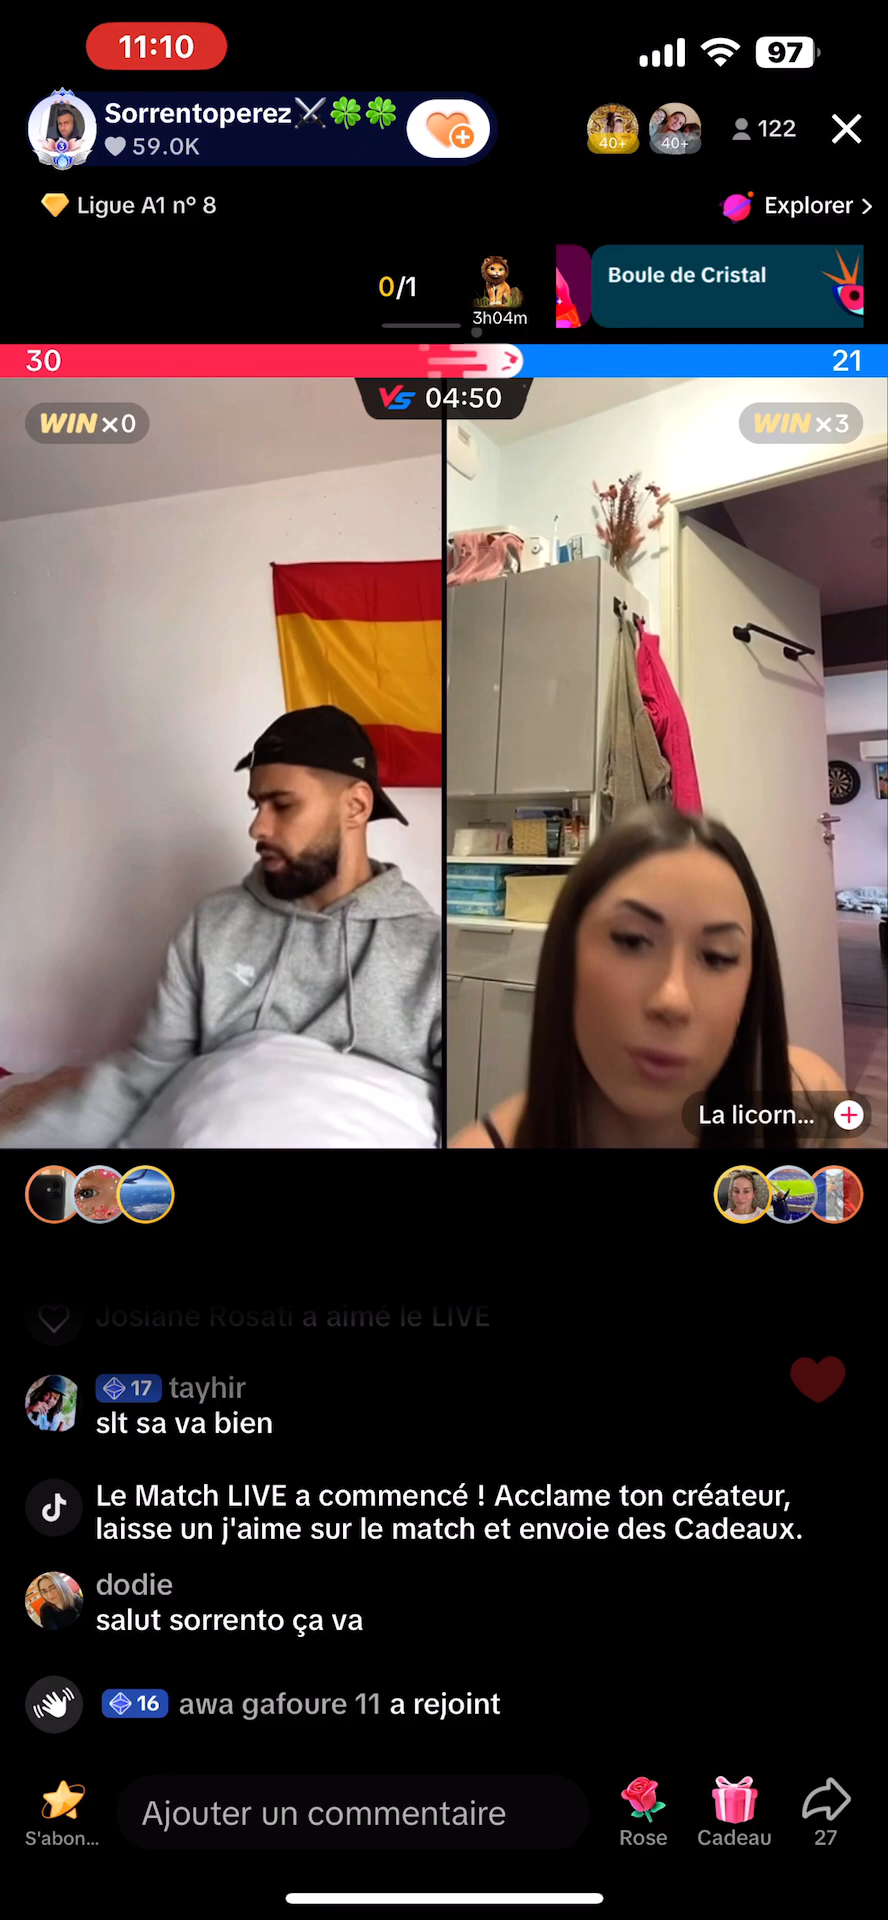 11:10
97
Sorrentoperez⚔️🍀🍀
59.0K
40+
40+
122
Ligue A1 n° 8
Explorer >
0/1
3h04m
Boule de Cristal
30
21
VS 04:50
WIN x0
WIN x3
La licorn...
Josiane Rosati a aimé le LIVE
17 tayhir
slt sa va bien
Le Match LIVE a commencé ! Acclame ton créateur,
laisse un j'aime sur le match et envoie des Cadeaux.
dodie
salut sorrento ça va
16 awa gafoure 11 a rejoint
Ajouter un commentaire
S'abon...
Rose
Cadeau
27